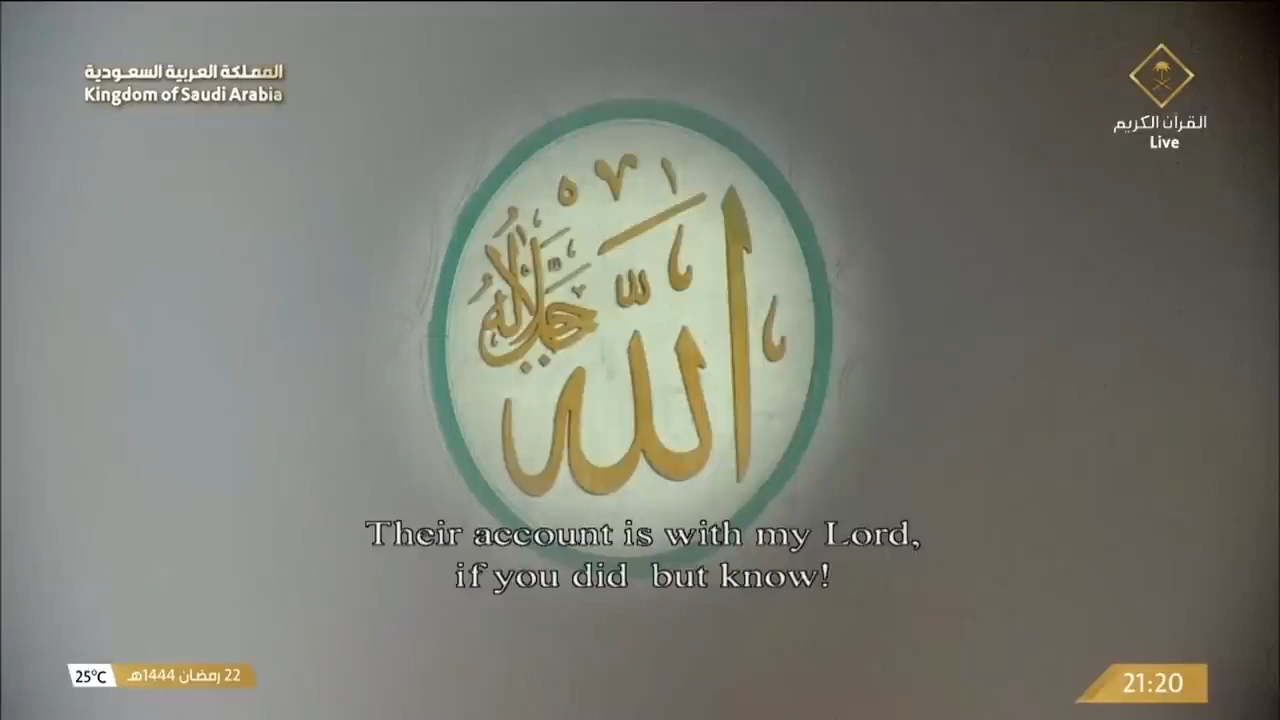 المملكة العربية السعودية
Kingdom of Saudi Arabia
القرآن الكريم
Live
الله
جل جلاله
Their account is with my Lord,
if you did but know!
25°C
22 رمضان 1444هـ
21:20